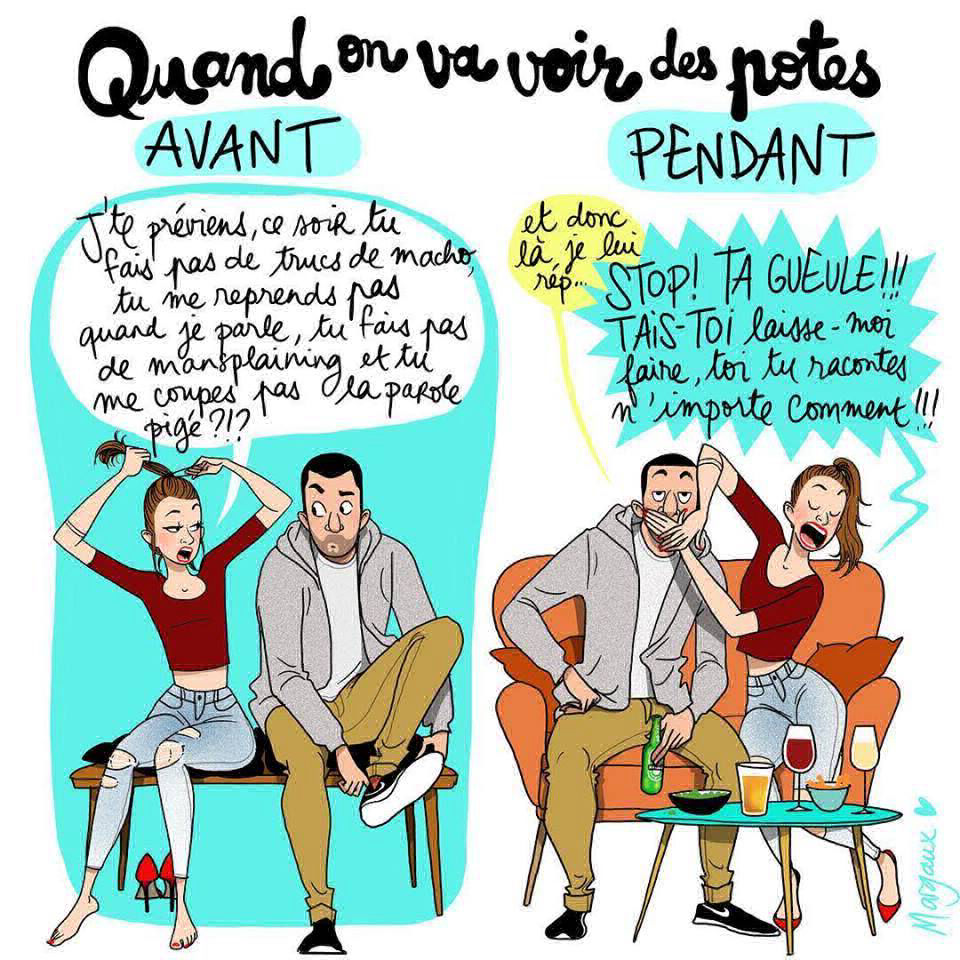 Quand on va voir des potes
AVANT
J'te préviens, ce soir tu
fais pas de trucs de macho,
tu me reprends pas
quand je parle, tu fais pas
de mansplaining et tu
me coupes pas la parole
pigé ?!?
PENDANT
et donc
là je lui
rép...
STOP! TA GUEULE!!!
TAIS-TOI laisse-moi
faire, toi tu racontes
n'importe comment!!!
Margaux